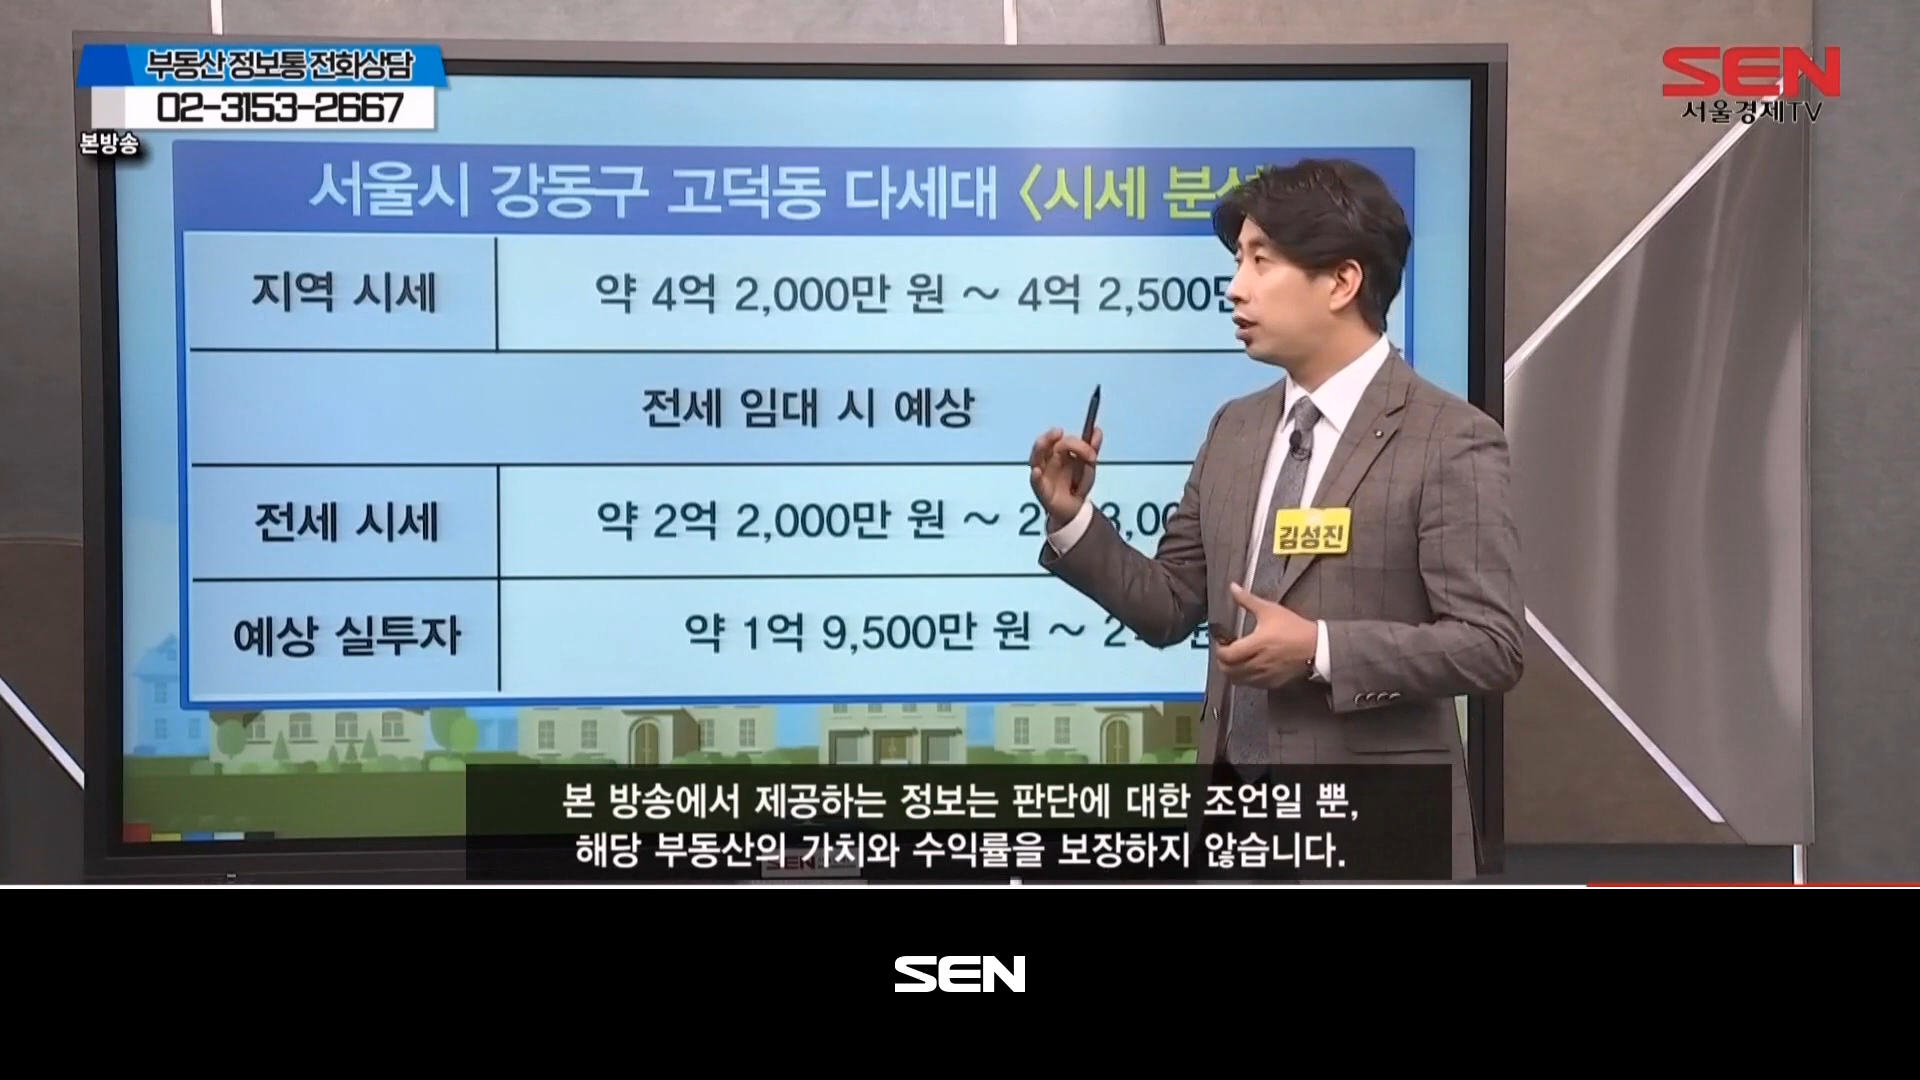 부동산 정보통 전화상담
02-3153-2667
본방송
SEN
서울경제TV
서울시 강동구 고덕동 다세대 <시세
지역 시세
약 4억 2,000만 원 ~ 4억 2,500
전세 임대 시 예상
전세 시세
약 2억 2,000만 원 ~ 2
예상 실투자
약 1억 9,500만 원 ~ 2
김성진
본 방송에서 제공하는 정보는 판단에 대한 조언일 뿐,
해당 부동산의 가치와 수익률을 보장하지 않습니다.
SEN